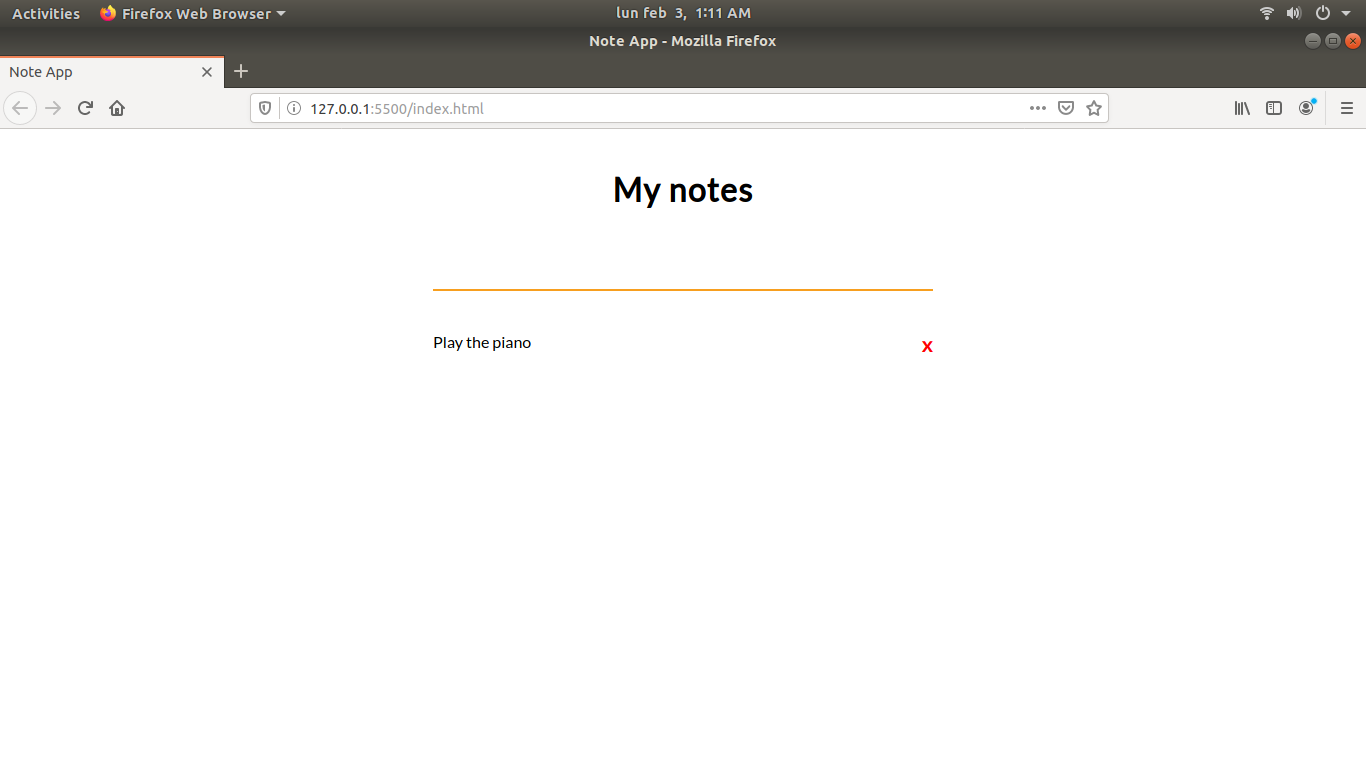 Activities Firefox Web Browser lun feb 3, 1:11 AM
Note App - Mozilla Firefox
Note App
127.0.0.1:5500/index.html
My notes
Play the piano x